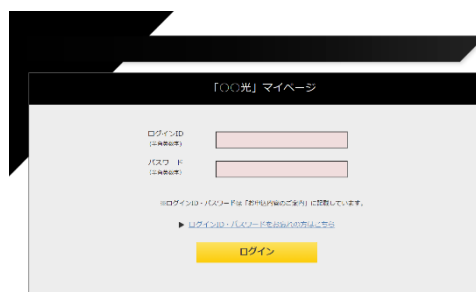 「○○光」マイページ
ログインID
(半角英数字)
パスワード
(半角英数字)
※ログインID・パスワードは「お申込内容のご案内」に記載しています。
▶ ログインID・パスワードをお忘れの方はこちら
ログイン